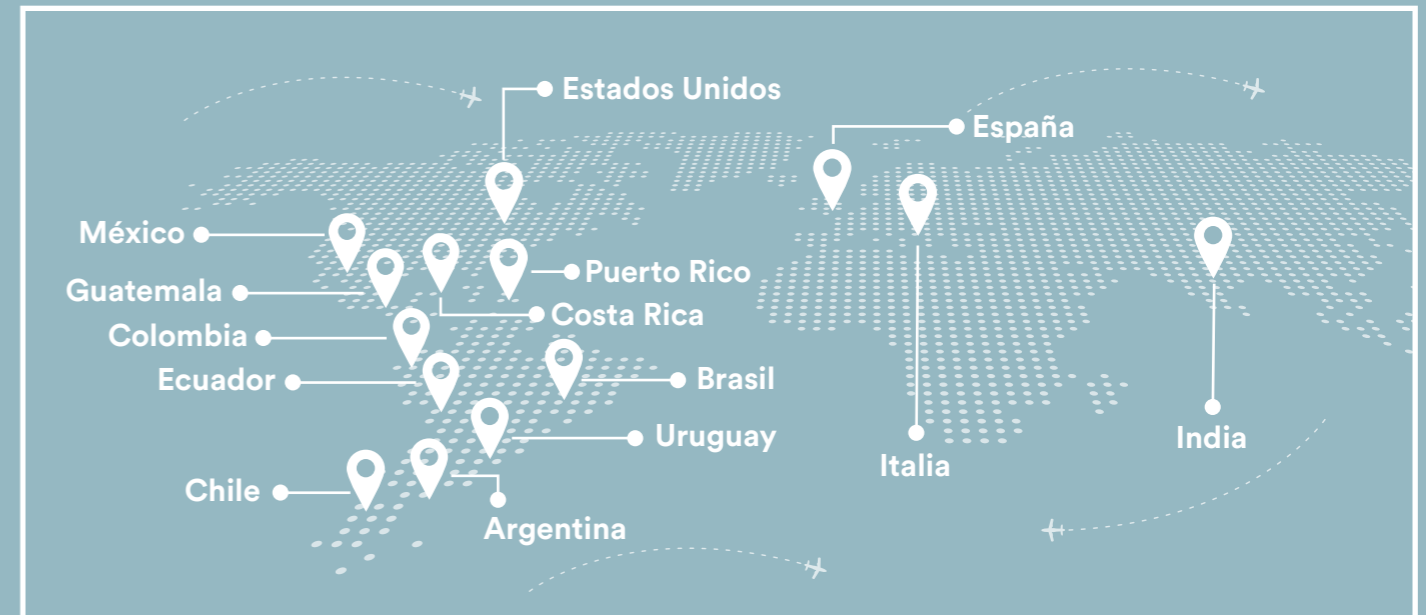 Estados Unidos
España
México
Puerto Rico
Guatemala
Costa Rica
Colombia
Ecuador
Brasil
Uruguay
India
Italia
Chile
Argentina